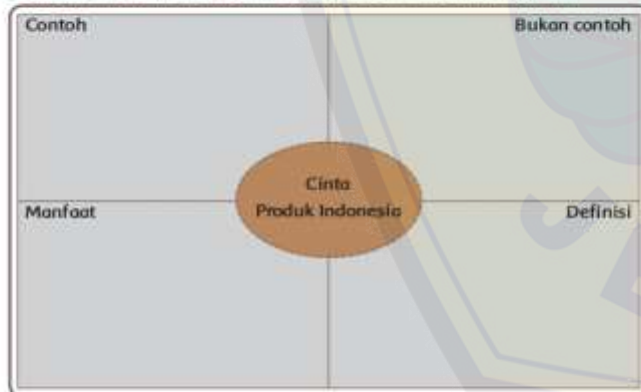 Contoh
Bukan contoh
Cinta
Produk Indonesia
Manfaat
Definisi